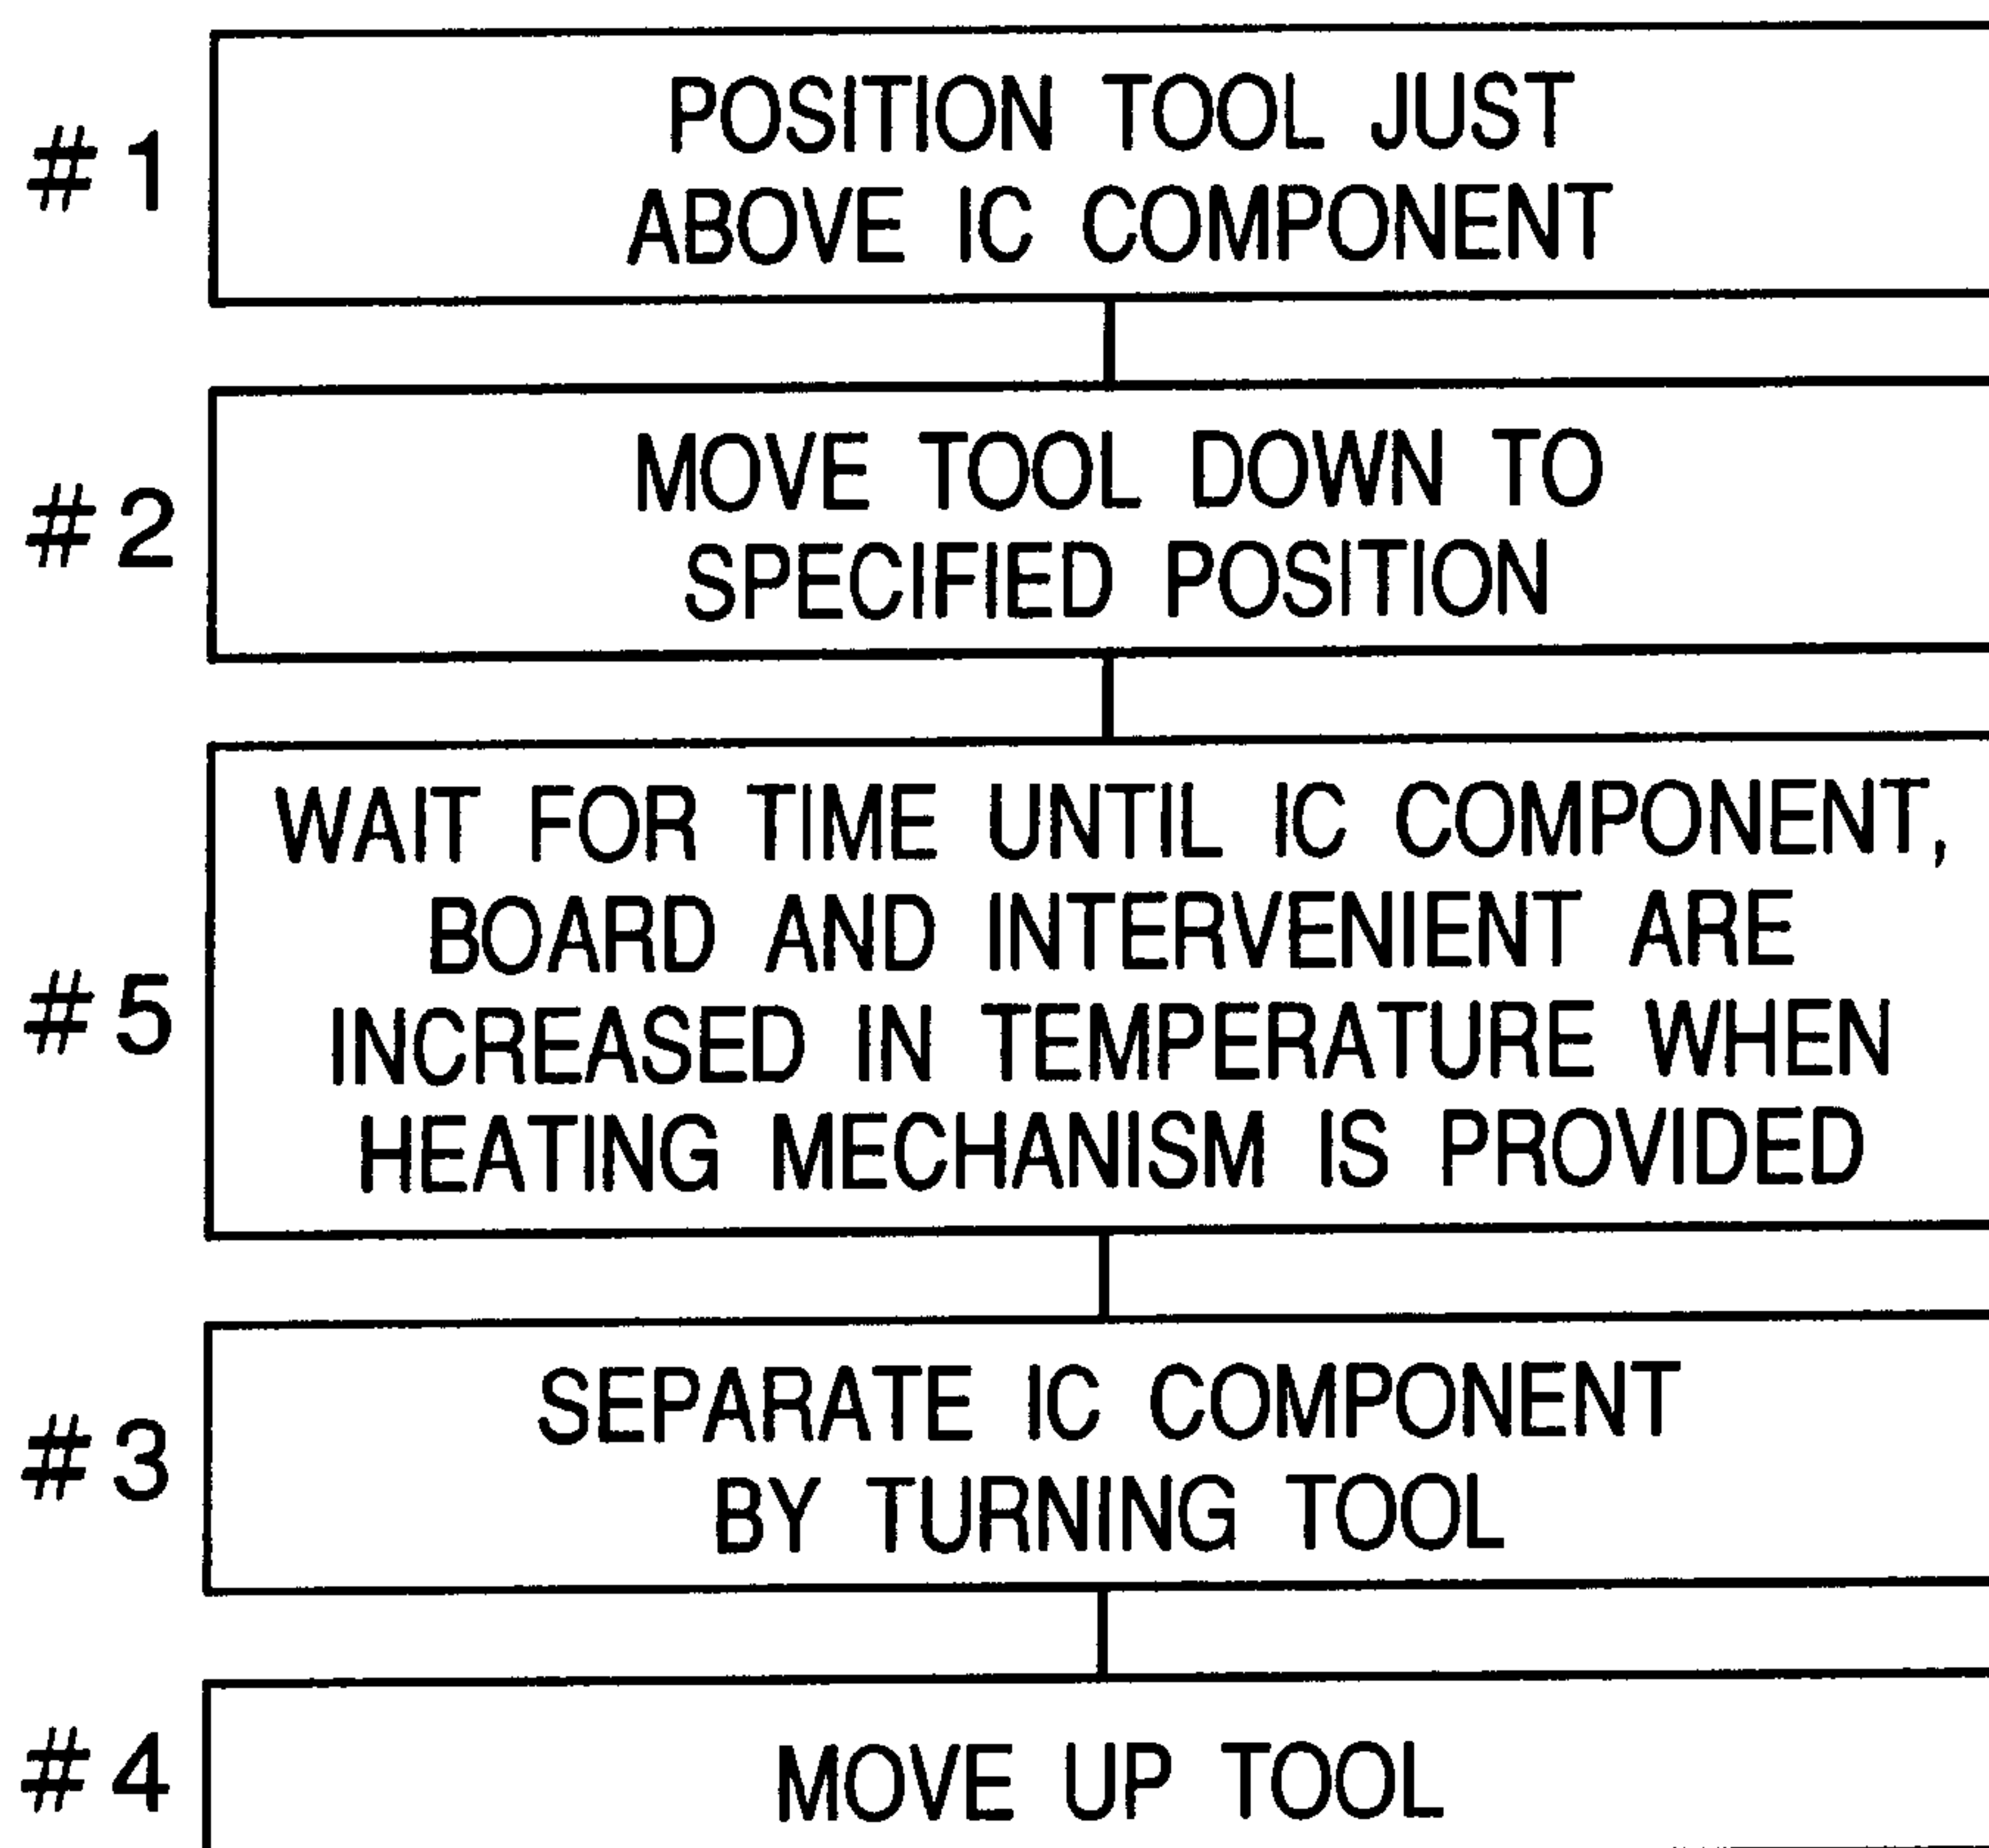 #1
POSITION TOOL JUST
ABOVE IC COMPONENT
#2
MOVE TOOL DOWN TO
SPECIFIED POSITION
#5
WAIT FOR TIME UNTIL IC COMPONENT,
BOARD AND INTERVENIENT ARE
INCREASED IN TEMPERATURE WHEN
HEATING MECHANISM IS PROVIDED
#3
SEPARATE IC COMPONENT
BY TURNING TOOL
#4
MOVE UP TOOL